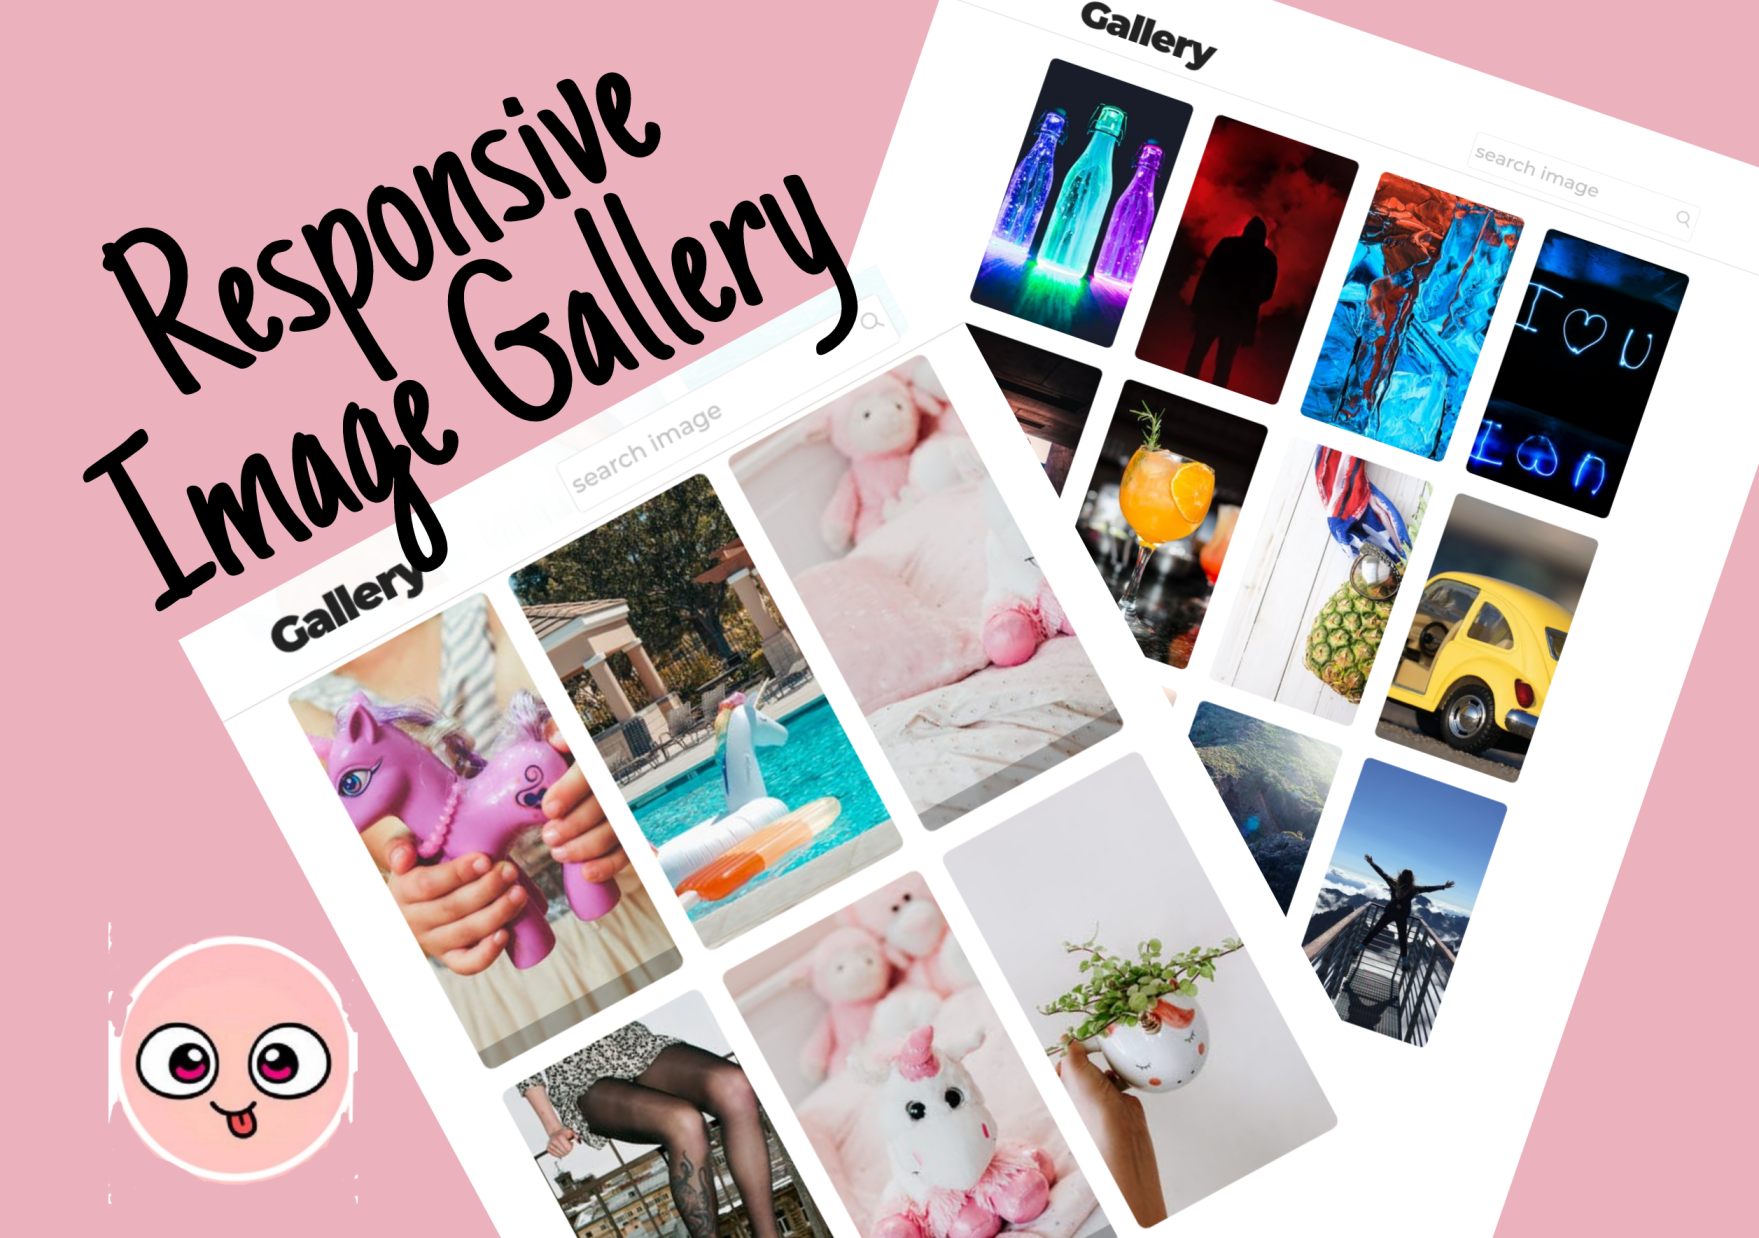 Responsive
Image Gallery
Gallery
search image
I ♡ U
I ♡ n
Gallery
search image